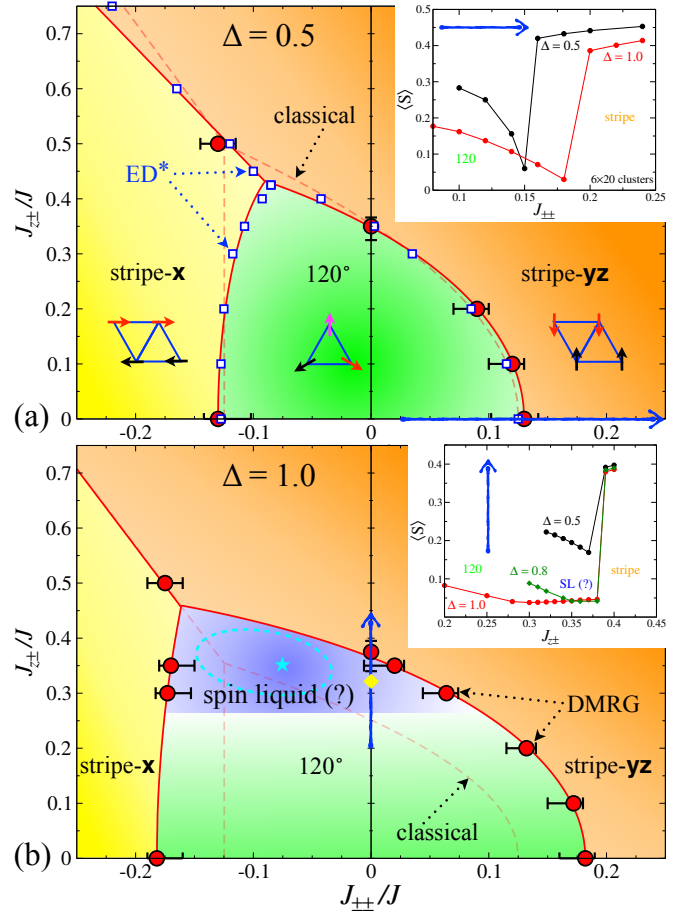 Δ = 0.5
classical
ED*
stripe-x
120°
stripe-yz
(a)
J_z±/J
0
0.1
0.2
0.3
0.4
0.5
0.6
0.7
-0.2
-0.1
0
0.1
0.2
⟨S⟩
0
0.1
0.2
0.3
0.4
0.5
Δ = 0.5
Δ = 1.0
120
stripe
6×20 clusters
0.1
0.15
0.2
0.25
J_±±
Δ = 1.0
spin liquid (?)
DMRG
stripe-x
120°
stripe-yz
classical
(b)
J_z±/J
0
0.1
0.2
0.3
0.4
0.5
0.6
0.7
-0.2
-0.1
0
0.1
0.2
J_±±/J
⟨S⟩
0.1
0.2
0.3
0.4
Δ = 0.5
Δ = 0.8
Δ = 1.0
120
SL (?)
stripe
0.2
0.25
0.3
0.35
0.4
0.45
J_z±